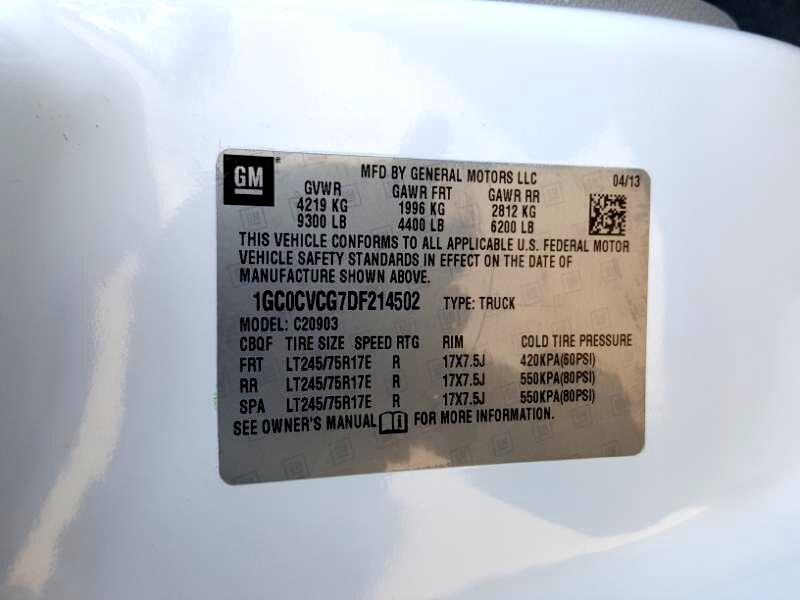 GM
MFD BY GENERAL MOTORS LLC 04/13
GVWR GAWR FRT GAWR RR
4219 KG 1996 KG 2812 KG
9300 LB 4400 LB 6200 LB
THIS VEHICLE CONFORMS TO ALL APPLICABLE U.S. FEDERAL MOTOR
VEHICLE SAFETY STANDARDS IN EFFECT ON THE DATE OF
MANUFACTURE SHOWN ABOVE.
1GC0CVCG7DF214502 TYPE: TRUCK
MODEL: C20903
CBQF TIRE SIZE SPEED RTG RIM COLD TIRE PRESSURE
FRT LT245/75R17E R 17X7.5J 420KPA(60PSI)
RR LT245/75R17E R 17X7.5J 550KPA(80PSI)
SPA LT245/75R17E R 17X7.5J 550KPA(80PSI)
SEE OWNER'S MANUAL FOR MORE INFORMATION.